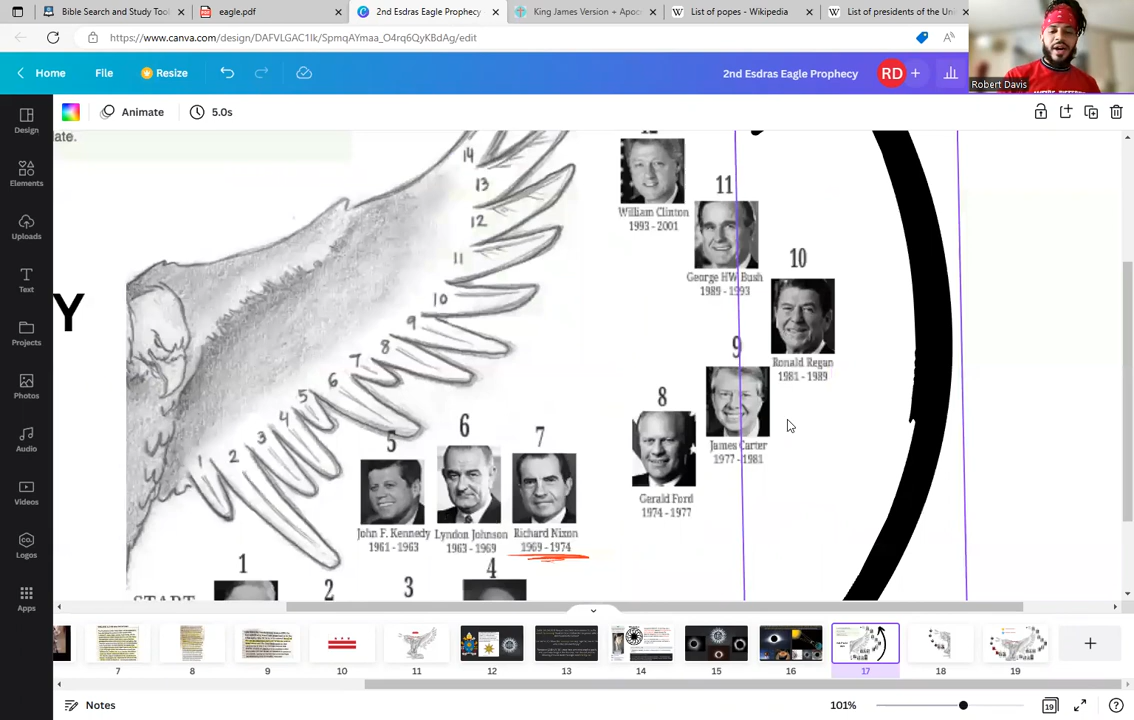 Bible Search and Study Tool
eagle.pdf
2nd Esdras Eagle Prophecy
King James Version + Apoc
List of popes - Wikipedia
List of presidents of the Uni
https://www.canva.com/design/DAFVLGAC1lk/SpmqAYmaa_O4rq6QyKBdAg/edit
Home
File
Resize
2nd Esdras Eagle Prophecy
RD
Robert Davis
Animate
5.0s
Design
Elements
Uploads
Text
Projects
Photos
Audio
Videos
Logos
Apps
late.
Y
14
13
12
11
10
9
8
7
6
5
4
3
2
1
William Clinton
1993 - 2001
11
George HW Bush
1989 - 1993
10
Ronald Regan
1981 - 1989
9
James Carter
1977 - 1981
8
Gerald Ford
1974 - 1977
7
Richard Nixon
1969 - 1974
6
Lyndon Johnson
1963 - 1969
5
John F. Kennedy
1961 - 1963
4
3
2
1
START
7
8
9
10
11
12
13
14
15
16
17
18
19
Notes
101%
19